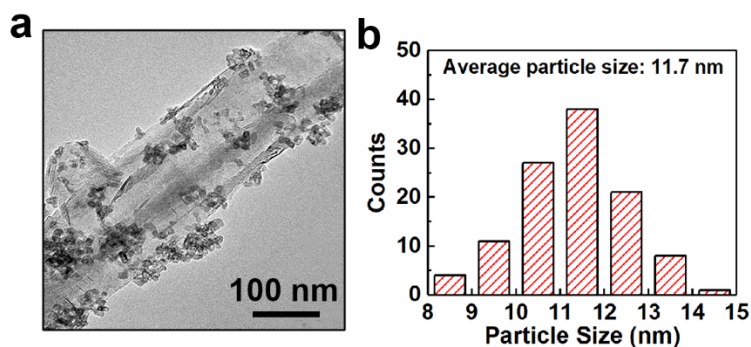 a
100 nm
b
Average particle size: 11.7 nm
Counts
50
40
30
20
10
0
8 9 10 11 12 13 14 15
Particle Size (nm)